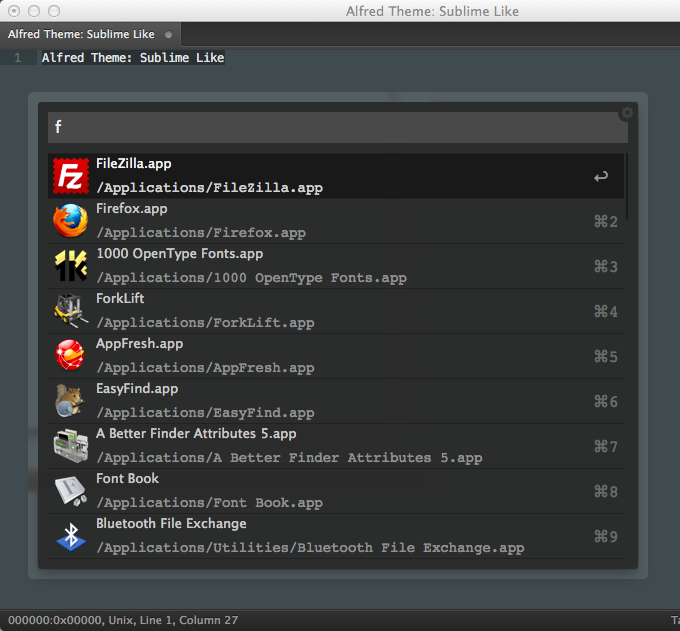 Alfred Theme: Sublime Like
Alfred Theme: Sublime Like
1 Alfred Theme: Sublime Like
f
FileZilla.app
/Applications/FileZilla.app
Firefox.app
/Applications/Firefox.app
⌘2
1000 OpenType Fonts.app
/Applications/1000 OpenType Fonts.app
⌘3
ForkLift
/Applications/ForkLift.app
⌘4
AppFresh.app
/Applications/AppFresh.app
⌘5
EasyFind.app
/Applications/EasyFind.app
⌘6
A Better Finder Attributes 5.app
/Applications/A Better Finder Attributes 5.app
⌘7
Font Book
/Applications/Font Book.app
⌘8
Bluetooth File Exchange
/Applications/Utilities/Bluetooth File Exchange.app
⌘9
000000:0x00000, Unix, Line 1, Column 27